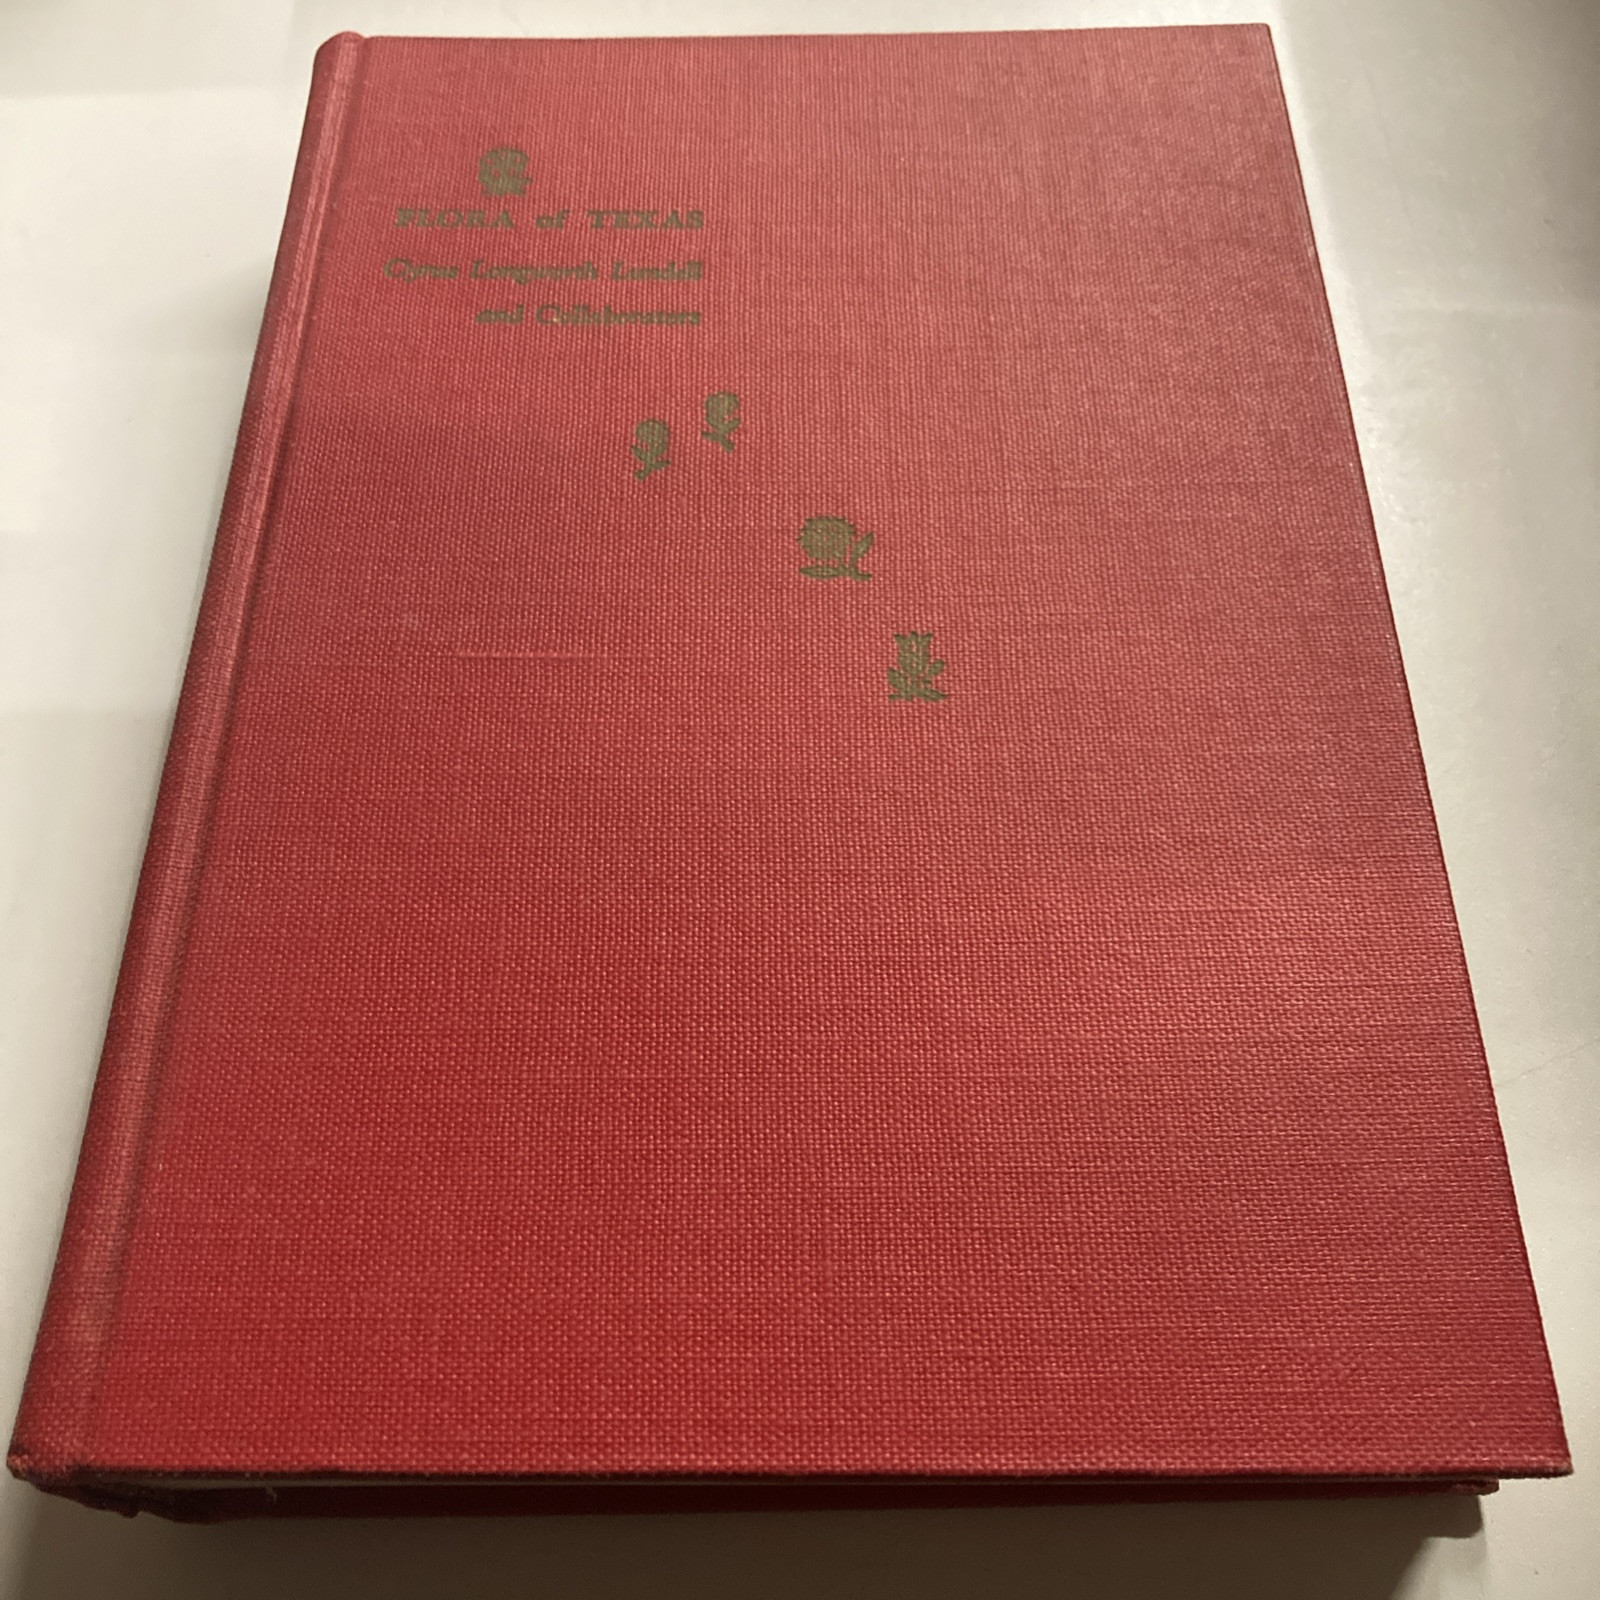 FLORA of TEXAS
Cyrus Longworth Lundell
and Collaborators